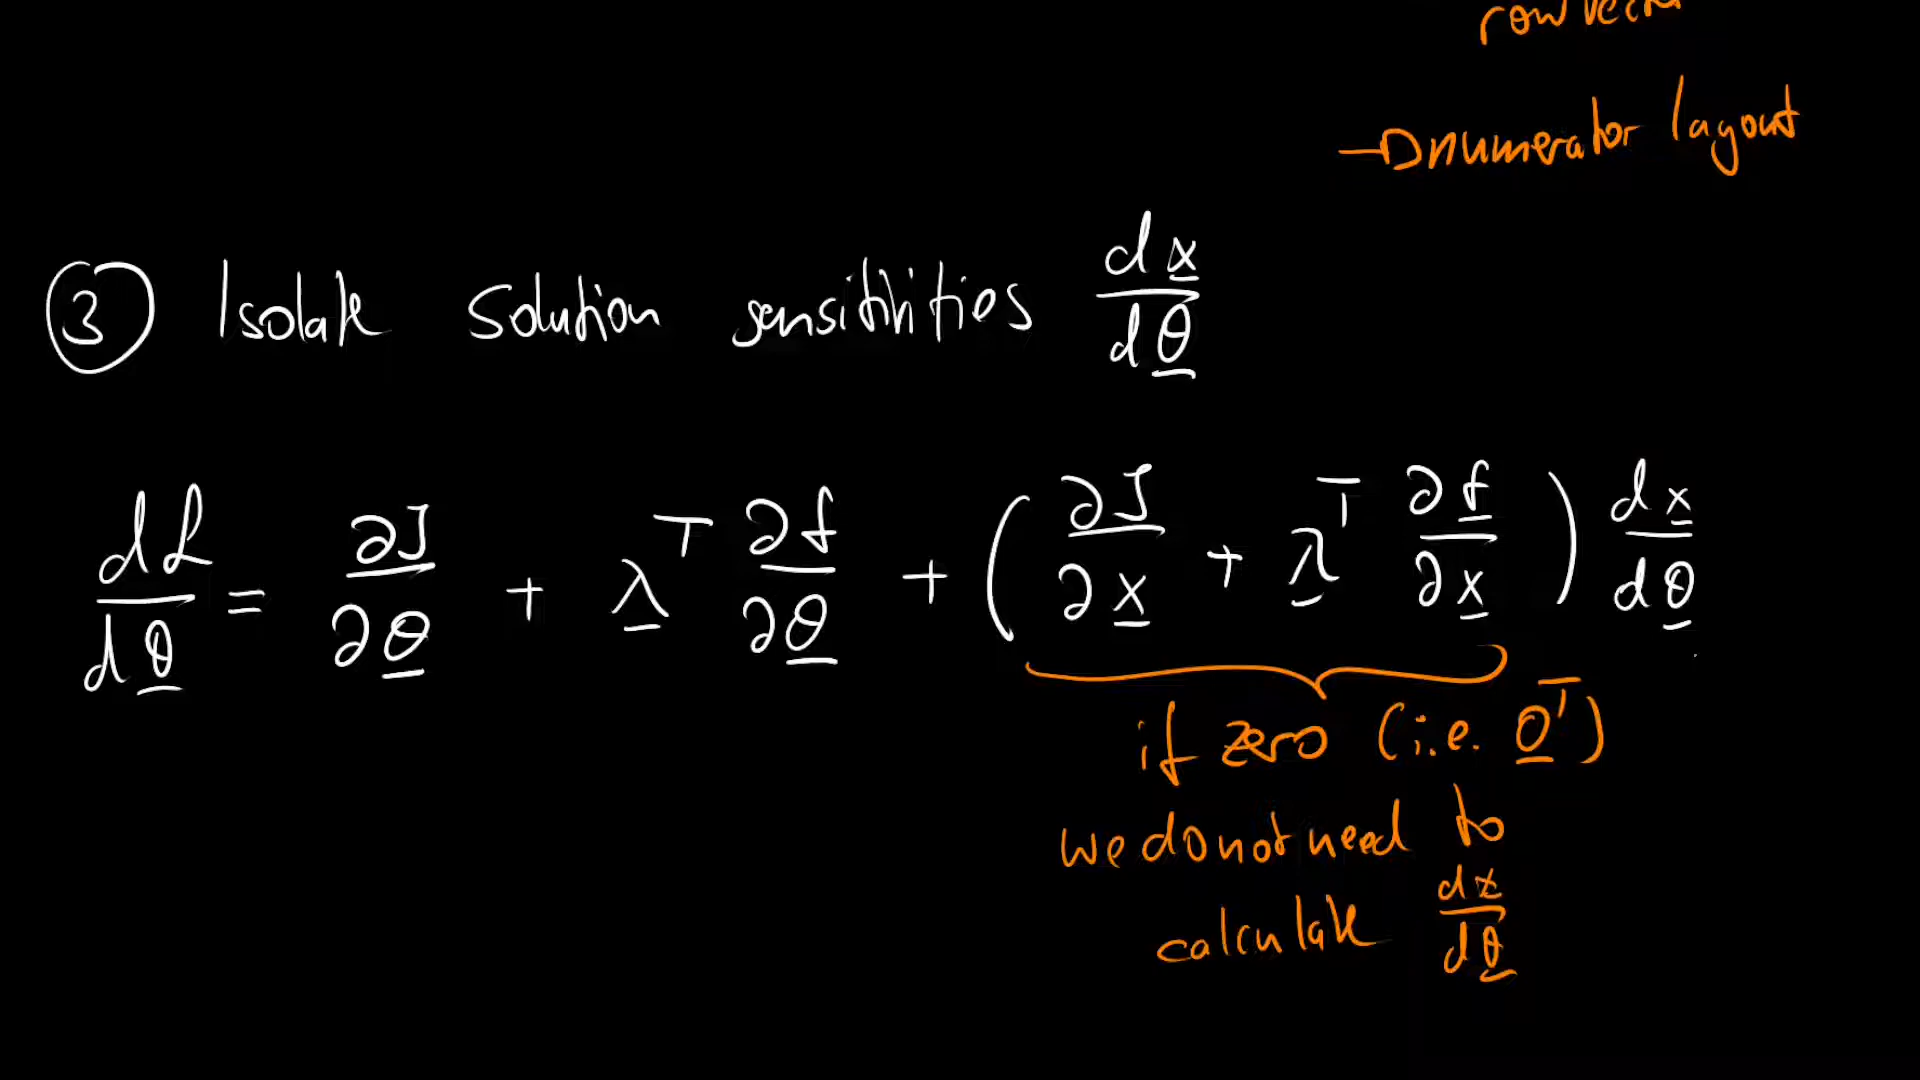 row
→ numerator layout
③ Isolate solution sensitivities dx/dθ
dℒ/dθ = ∂J/∂θ + λᵀ ∂f/∂θ + (∂J/∂x + λᵀ ∂f/∂x) dx/dθ
if zero (i.e. 0ᵀ)
we do not need to
calculate dx/dθ